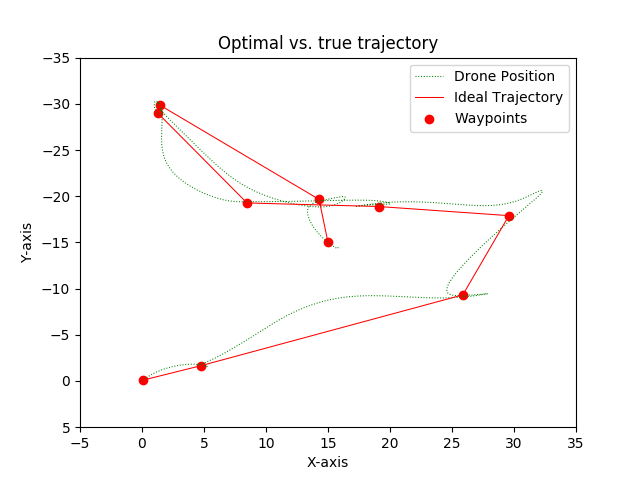 Optimal vs. true trajectory
Drone Position
Ideal Trajectory
Waypoints
Y-axis
−35
−30
−25
−20
−15
−10
−5
0
5
−5 0 5 10 15 20 25 30 35
X-axis